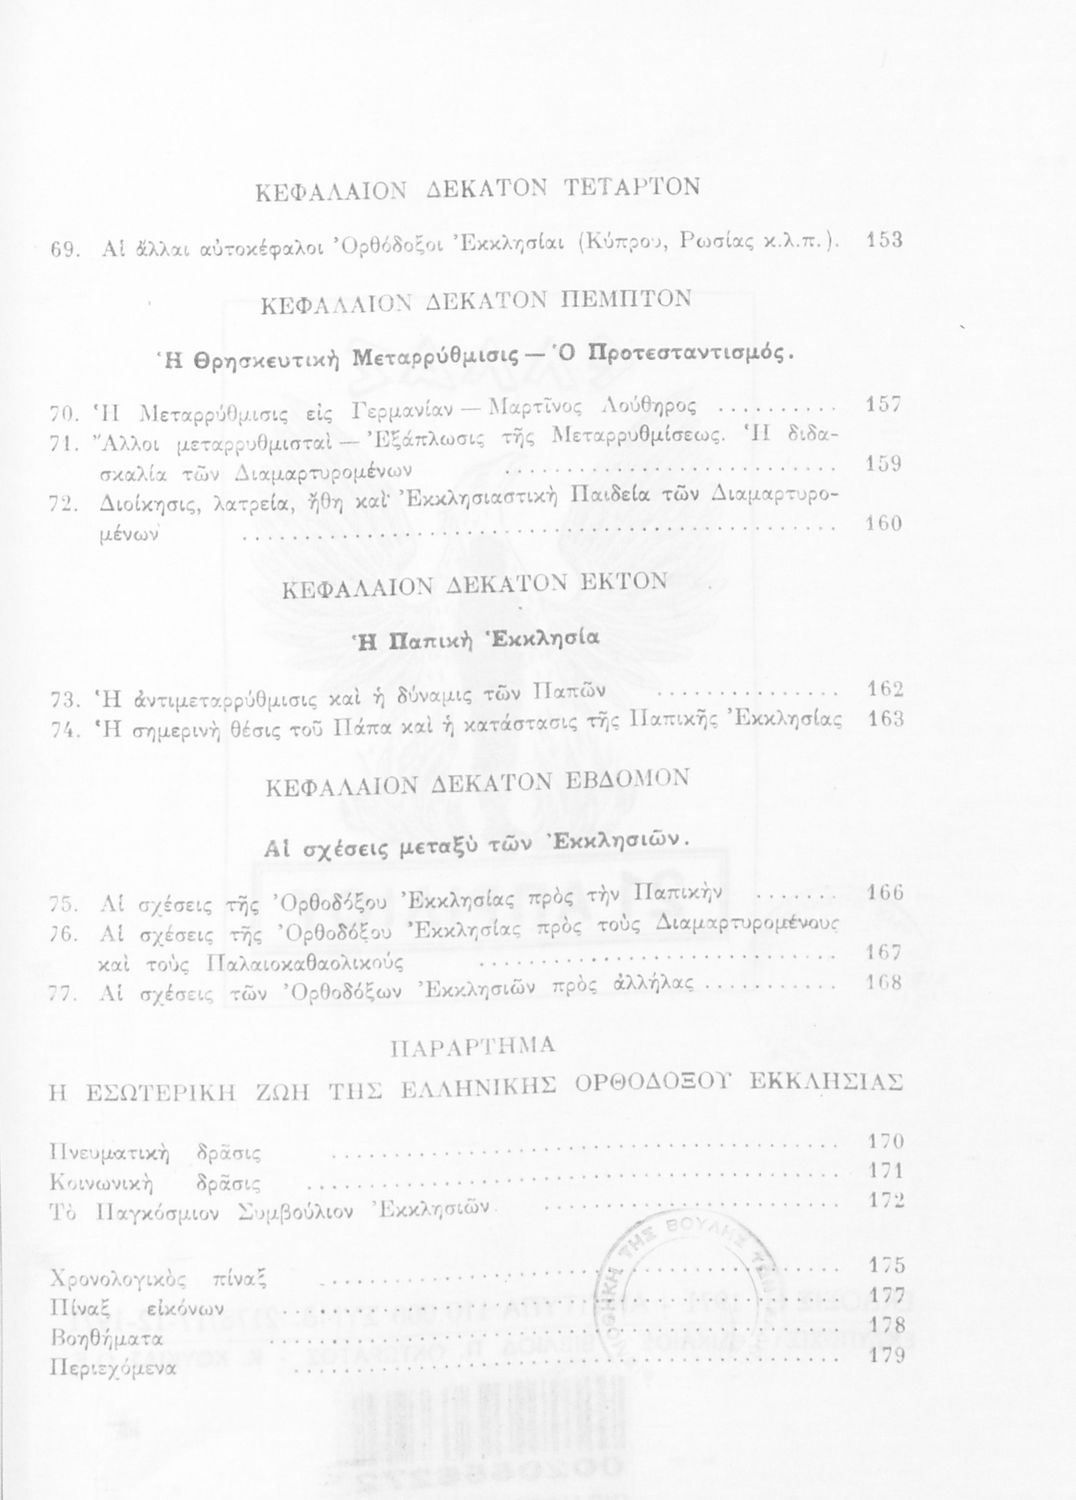 ΚΕΦΑΛΑΙΟΝ ΔΕΚΑΤΟΝ ΤΕΤΑΡΤΟΝ
69. Αἱ ἄλλαι αὐτοκέφαλοι Ὀρθόδοξοι Ἐκκλησίαι (Κύπρου, Ρωσίας κ.λ.π.). 153
ΚΕΦΑΛΑΙΟΝ ΔΕΚΑΤΟΝ ΠΕΜΠΤΟΝ
Ἡ Θρησκευτικὴ Μεταρρύθμισις — Ὁ Προτεσταντισμός.
70. Ἡ Μεταρρύθμισις εἰς Γερμανίαν — Μαρτῖνος Λούθηρος .......... 157
71. Ἄλλοι μεταρρυθμισταὶ — Ἐξάπλωσις τῆς Μεταρρυθμίσεως. Ἡ διδα-
σκαλία τῶν Διαμαρτυρομένων ............................ 159
72. Διοίκησις, λατρεία, ἤθη καὶ Ἐκκλησιαστικὴ Παιδεία τῶν Διαμαρτυρο-
μένων .................................................. 160
ΚΕΦΑΛΑΙΟΝ ΔΕΚΑΤΟΝ ΕΚΤΟΝ
Ἡ Παπικὴ Ἐκκλησία
73. Ἡ ἀντιμεταρρύθμισις καὶ ἡ δύναμις τῶν Παπῶν ............... 162
74. Ἡ σημερινὴ θέσις τοῦ Πάπα καὶ ἡ κατάστασις τῆς Παπικῆς Ἐκκλησίας 163
ΚΕΦΑΛΑΙΟΝ ΔΕΚΑΤΟΝ ΕΒΔΟΜΟΝ
Αἱ σχέσεις μεταξὺ τῶν Ἐκκλησιῶν.
75. Αἱ σχέσεις τῆς Ὀρθοδόξου Ἐκκλησίας πρὸς τὴν Παπικὴν ....... 166
76. Αἱ σχέσεις τῆς Ὀρθοδόξου Ἐκκλησίας πρὸς τοὺς Διαμαρτυρομένους
καὶ τοὺς Παλαιοκαθαολικούς .............................. 167
77. Αἱ σχέσεις τῶν Ὀρθοδόξων Ἐκκλησιῶν πρὸς ἀλλήλας ........... 168
ΠΑΡΑΡΤΗΜΑ
Η ΕΣΩΤΕΡΙΚΗ ΖΩΗ ΤΗΣ ΕΛΛΗΝΙΚΗΣ ΟΡΘΟΔΟΞΟΥ ΕΚΚΛΗΣΙΑΣ
Πνευματικὴ δρᾶσις .......................................... 170
Κοινωνικὴ δρᾶσις ............................................ 171
Τὸ Παγκόσμιον Συμβούλιον Ἐκκλησιῶν ......................... 172
Χρονολογικὸς πίναξ ........................................... 175
Πίναξ εἰκόνων ............................................... 177
Βοηθήματα ................................................ 178
Περιεχόμενα .............................................. 179
ΤΗΣ ΒΟΥΛΗΣ